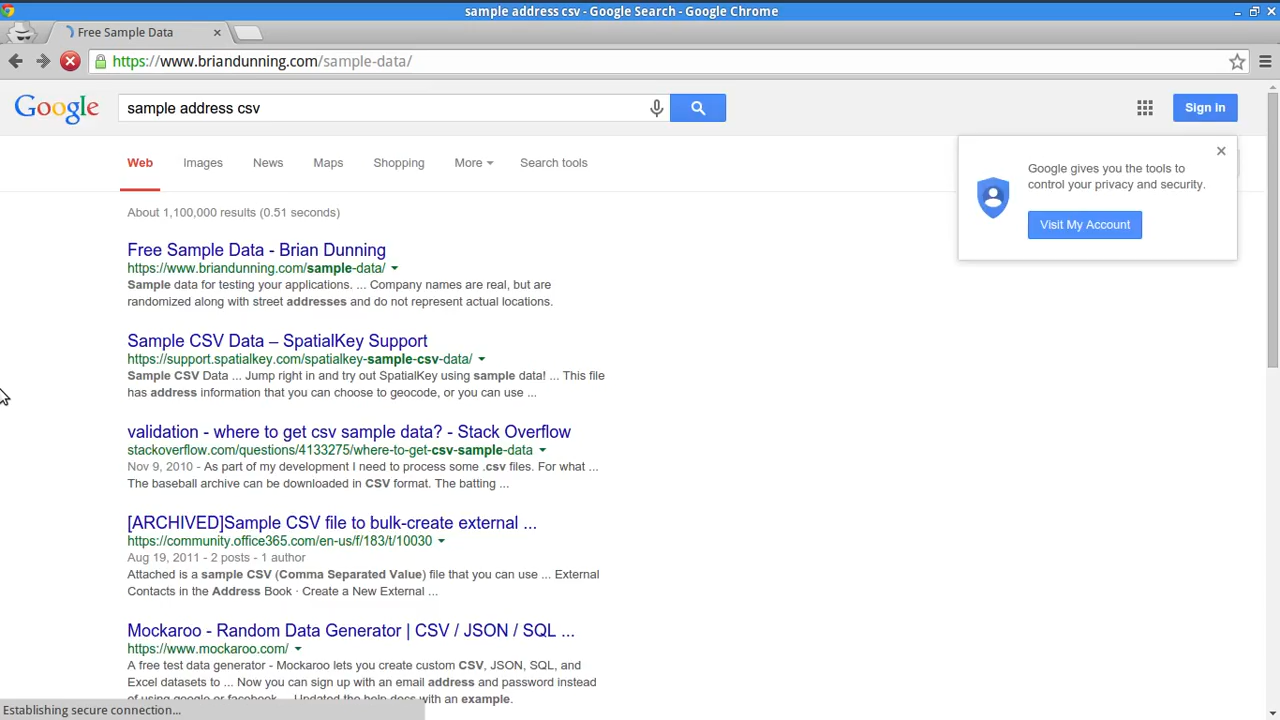 sample address csv - Google Search - Google Chrome
Free Sample Data
https://www.briandunning.com/sample-data/
Google
sample address csv
Sign in
Web Images News Maps Shopping More Search tools
Google gives you the tools to
control your privacy and security.
Visit My Account
About 1,100,000 results (0.51 seconds)
Free Sample Data - Brian Dunning
https://www.briandunning.com/sample-data/
Sample data for testing your applications. ... Company names are real, but are
randomized along with street addresses and do not represent actual locations.
Sample CSV Data – SpatialKey Support
https://support.spatialkey.com/spatialkey-sample-csv-data/
Sample CSV Data ... Jump right in and try out SpatialKey using sample data! ... This file
has address information that you can choose to geocode, or you can use ...
validation - where to get csv sample data? - Stack Overflow
stackoverflow.com/questions/4133275/where-to-get-csv-sample-data
Nov 9, 2010 - As part of my development I need to process some .csv files. For what ...
The baseball archive can be downloaded in CSV format. The batting ...
[ARCHIVED]Sample CSV file to bulk-create external ...
https://community.office365.com/en-us/f/183/t/10030
Aug 19, 2011 - 2 posts - 1 author
Attached is a sample CSV (Comma Separated Value) file that you can use ... External
Contacts in the Address Book · Create a New External ...
Mockaroo - Random Data Generator | CSV / JSON / SQL ...
https://www.mockaroo.com/
A free test data generator - Mockaroo lets you create custom CSV, JSON, SQL, and
Excel datasets to ... Now you can sign up with an email address and password instead
of using google or facebook ... Updated the help docs with an example.
Establishing secure connection...